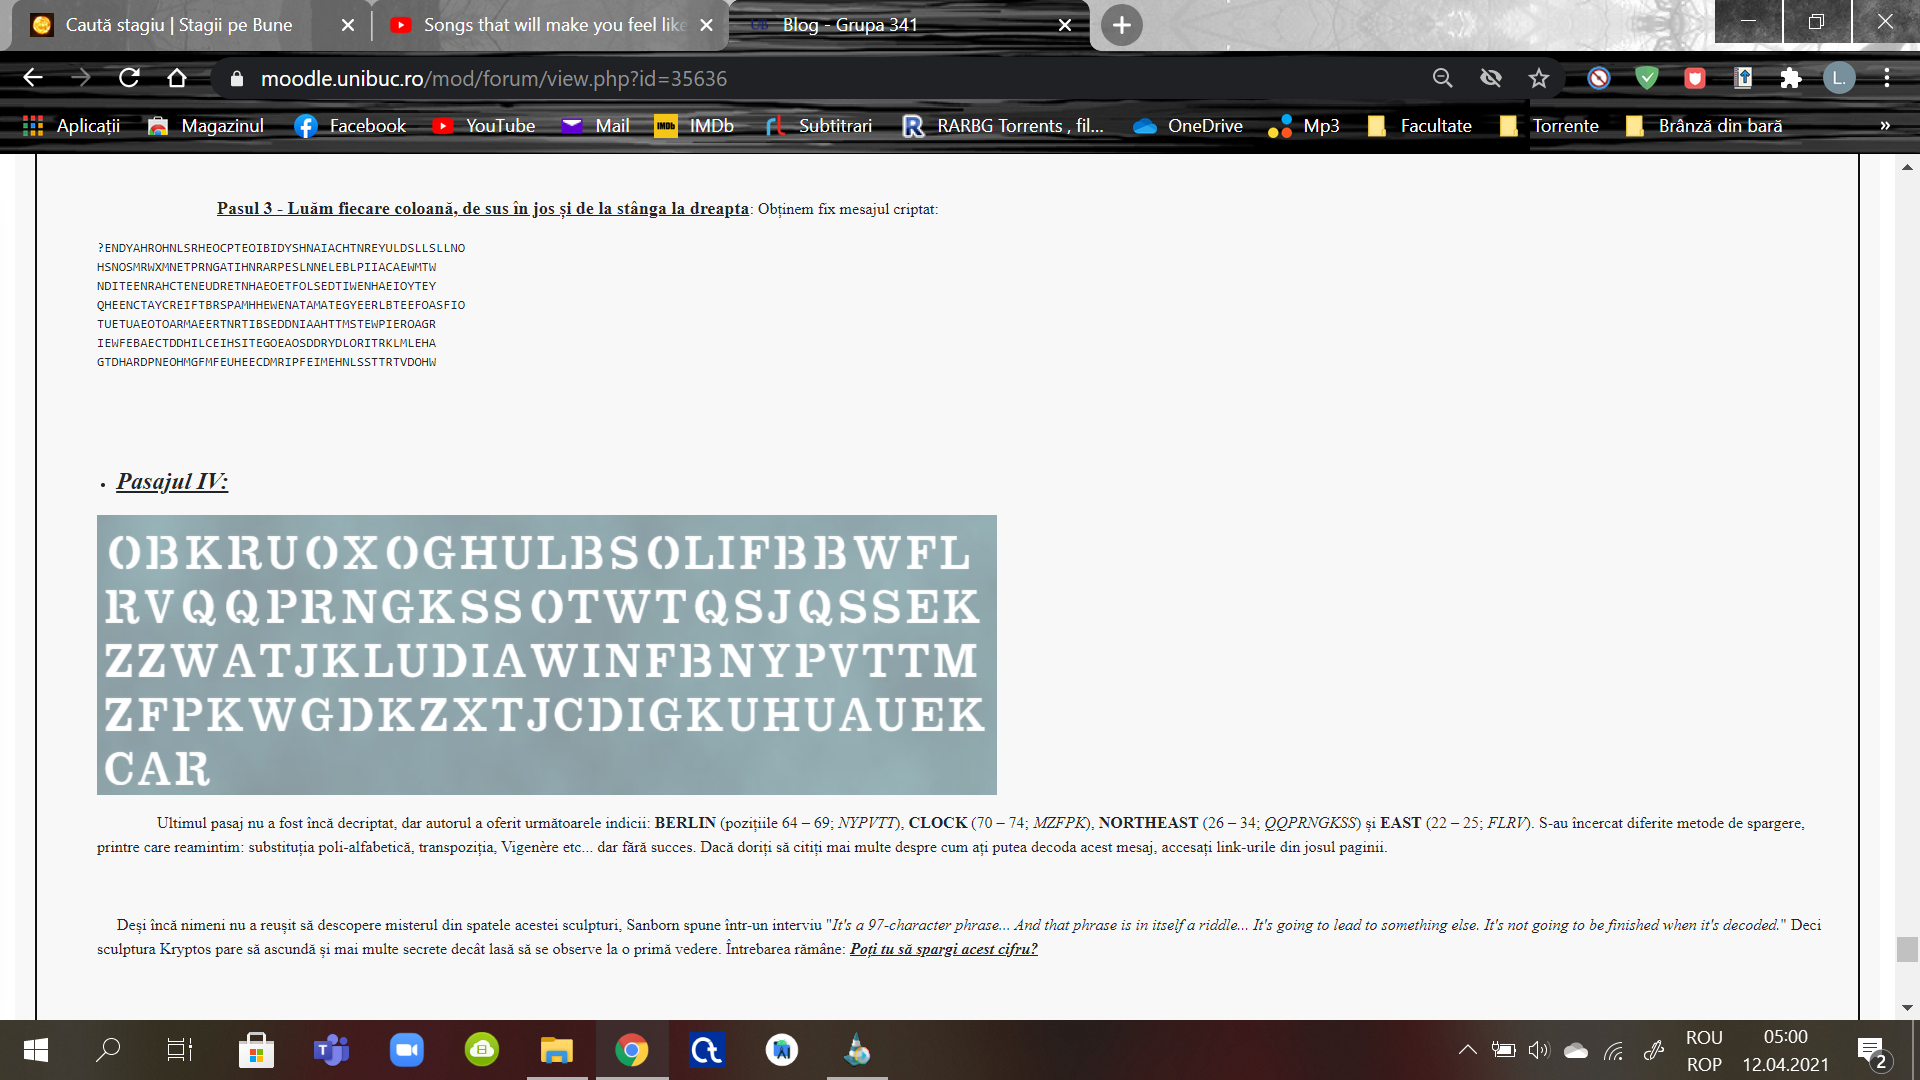 Caută stagiu | Stagii pe Bune
Songs that will make you feel like
Blog - Grupa 341
moodle.unibuc.ro/mod/forum/view.php?id=35636
L.
Aplicații Magazinul Facebook YouTube Mail IMDb Subtitrari RARBG Torrents , fil... OneDrive Mp3 Facultate Torrente Brânză din bară »
Pasul 3 - Luăm fiecare coloană, de sus în jos și de la stânga la dreapta: Obținem fix mesajul criptat:
?ENDYAHROHNLSRHEOCPTEOIBIDYSHNAIACHTNREYULDSLLSLLNO
HSNOSMRWXMNETPRNGATIHNRARPESLNNELEBLPIIACAEWMTW
NDITEENRAHCTENEUDRETNHAEOETFOLSEDTIWENHAEIOYTEY
QHEENCTAYCREIFTBRSPAMHHEWENATAMATEGYEERLBTEEFOASFIO
TUETUAEOTOARMAEERTNRTIBSEDDNIAAHTTMSTEWPIEROAGR
IEWFEBAECTDDHILCEIHSITEGOEAOSDDRYDLORITRKLMLEHA
GTDHARDPNEOHMGFMFEUHEECDMRIPFEIMEHNLSSTTRTVDOHW
• Pasajul IV:
OBKRUOXOGHULBSOLIFBBWFL
RVQQPRNGKSSOTWTQSJQSSEK
ZZWATJKLUDIAWINFBNYPVTTM
ZFPKWGDKZXTJCDIGKUHUAUEK
CAR
Ultimul pasaj nu a fost încă decriptat, dar autorul a oferit următoarele indicii: BERLIN (pozițiile 64 – 69; NYPVTT), CLOCK (70 – 74; MZFPK), NORTHEAST (26 – 34; QQPRNGKSS) și EAST (22 – 25; FLRV). S-au încercat diferite metode de spargere,
printre care reamintim: substituția poli-alfabetică, transpoziția, Vigenère etc... dar fără succes. Dacă doriți să citiți mai multe despre cum ați putea decoda acest mesaj, accesați link-urile din josul paginii.
Deși încă nimeni nu a reușit să descopere misterul din spatele acestei sculpturi, Sanborn spune într-un interviu "It's a 97-character phrase... And that phrase is in itself a riddle... It's going to lead to something else. It's not going to be finished when it's decoded." Deci
sculptura Kryptos pare să ascundă și mai multe secrete decât lasă să se observe la o primă vedere. Întrebarea rămâne: Poți tu să spargi acest cifru?
ROU 05:00
ROP 12.04.2021
2